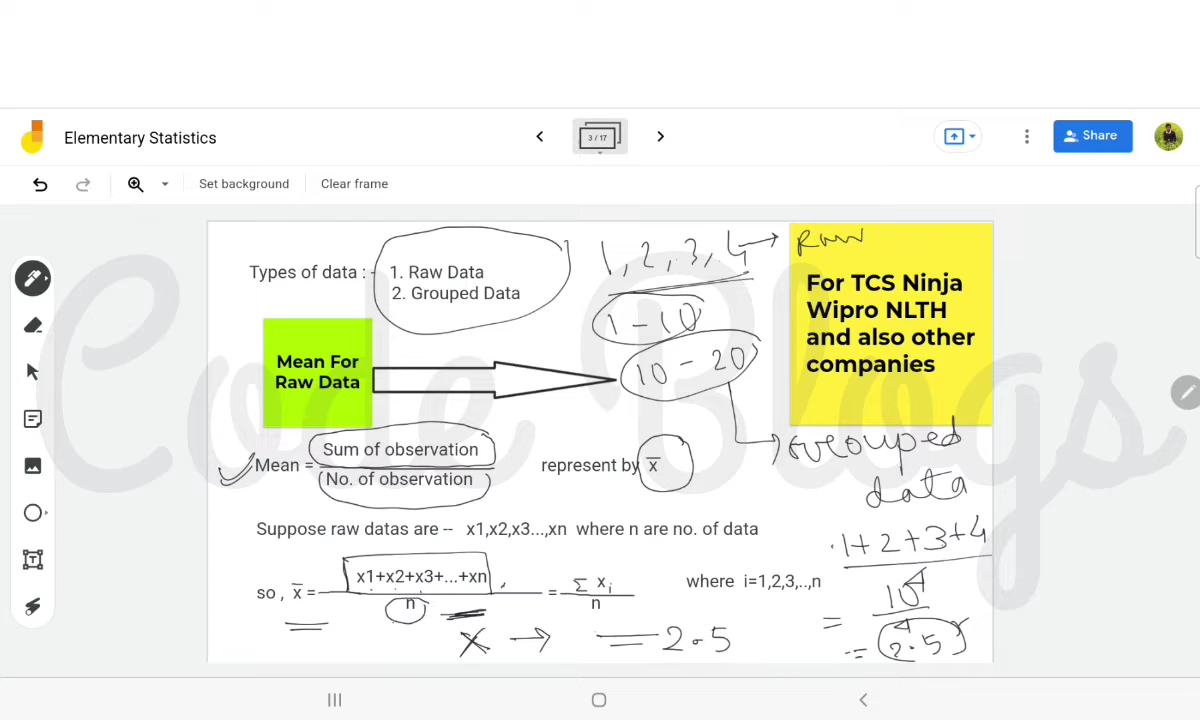 Elementary Statistics
3 / 17
Share
Set background
Clear frame
Types of data :-
1. Raw Data
2. Grouped Data
1, 2, 3, 4 → Raw
1 - 10
10 - 20
For TCS Ninja
Wipro NLTH
and also other
companies
Mean For
Raw Data
Grouped
data
Mean = Sum of observation
No. of observation
represent by x̄
Suppose raw datas are -- x1,x2,x3...,xn where n are no. of data
so , x̄ = x1+x2+x3+...+xn
n
= Σ xi
n
where i=1,2,3,..,n
x̄ → = 2.5
1+2+3+4
4
= 10
4
= 2.5
Code Blogs